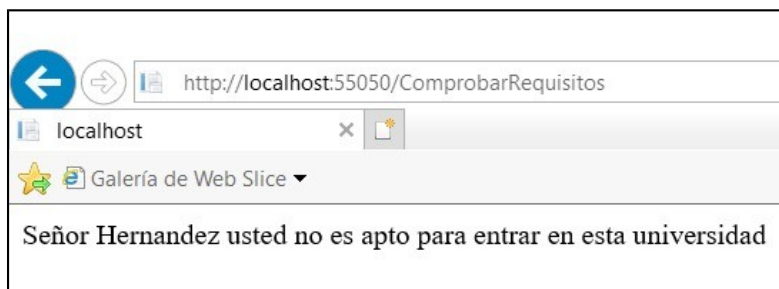 http://localhost:55050/ComprobarRequisitos
localhost
Galería de Web Slice
Señor Hernandez usted no es apto para entrar en esta universidad